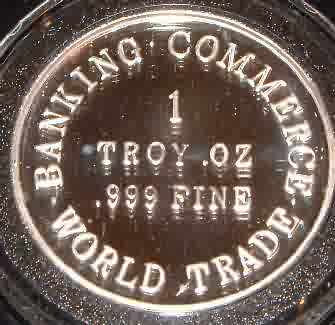 BANKING COMMERCE
1
TROY .OZ
.999 FINE
WORLD TRADE